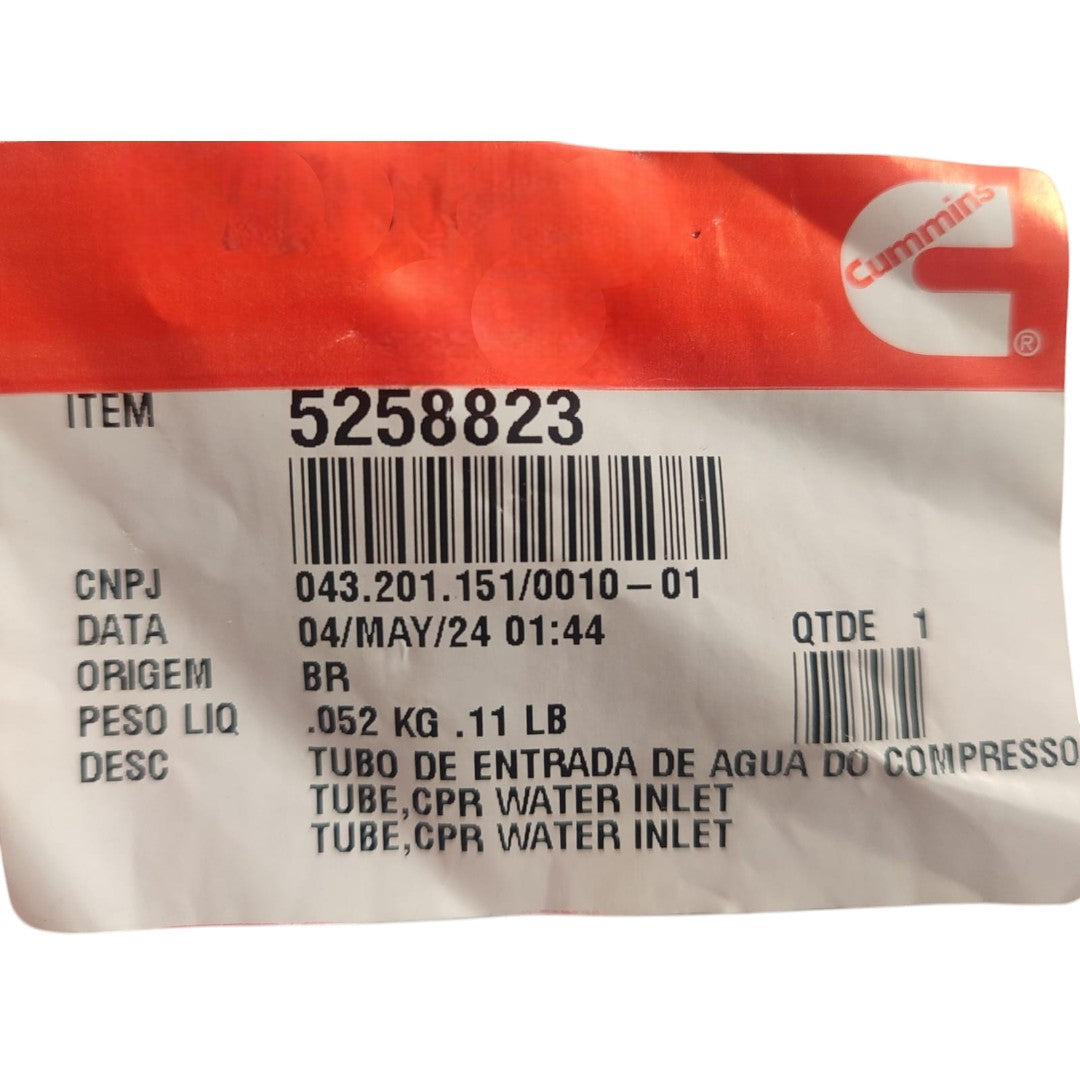 Cummins
®
ITEM 5258823
CNPJ 043.201.151/0010-01
DATA 04/MAY/24 01:44 QTDE 1
ORIGEM BR
PESO LIQ .052 KG .11 LB
DESC TUBO DE ENTRADA DE AGUA DO COMPRESSO
TUBE,CPR WATER INLET
TUBE,CPR WATER INLET